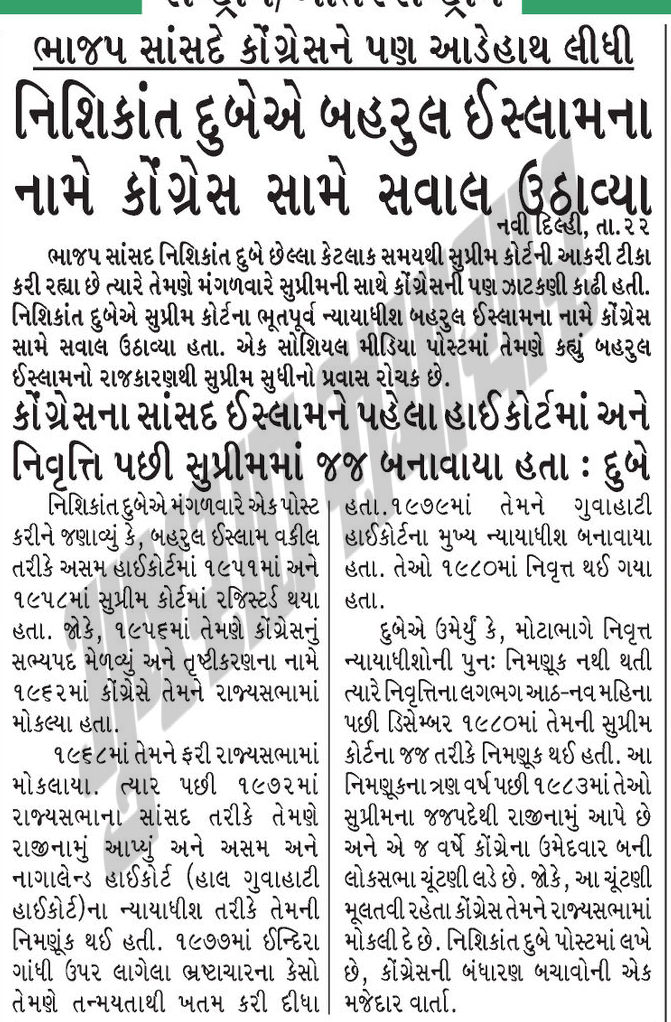 ભાજપ સાંસદે કોંગ્રેસને પણ આડેહાથ લીધી
નિશિકાંત દુબેએ બહરુલ ઈસ્લામના
નામે કોંગ્રેસ સામે સવાલ ઉઠાવ્યા
નવી દિલ્હી, તા.૨૨
ભાજપ સાંસદ નિશિકાંત દુબે છેલ્લા કેટલાક સમયથી સુપ્રીમ કોર્ટની આકરી ટીકા
કરી રહ્યા છે ત્યારે તેમણે મંગળવારે સુપ્રીમની સાથે કોંગ્રેસની પણ ઝાટકણી કાઢી હતી.
નિશિકાંત દુબેએ સુપ્રીમ કોર્ટના ભૂતપૂર્વ ન્યાયાધીશ બહરુલ ઈસ્લામના નામે કોંગ્રેસ
સામે સવાલ ઉઠાવ્યા હતા. એક સોશિયલ મીડિયા પોસ્ટમાં તેમણે કહ્યું બહરુલ
ઈસ્લામનો રાજકારણથી સુપ્રીમ સુધીનો પ્રવાસ રોચક છે.
કોંગ્રેસના સાંસદ ઈસ્લામને પહેલા હાઈકોર્ટમાં અને
નિવૃત્તિ પછી સુપ્રીમમાં જજ બનાવાયા હતા : દુબે
નિશિકાંત દુબેએ મંગળવારે એક પોસ્ટ
કરીને જણાવ્યું કે, બહરુલ ઈસ્લામ વકીલ
તરીકે અસમ હાઈકોર્ટમાં ૧૯૫૧માં અને
૧૯૫૮માં સુપ્રીમ કોર્ટમાં રજિસ્ટર્ડ થયા
હતા. જોકે, ૧૯૫૬માં તેમણે કોંગ્રેસનું
સભ્યપદ મેળવ્યું અને તૃષ્ટીકરણના નામે
૧૯૬૨માં કોંગ્રેસે તેમને રાજ્યસભામાં
મોકલ્યા હતા.
૧૯૬૮માં તેમને ફરી રાજ્યસભામાં
મોકલાયા. ત્યાર પછી ૧૯૭૨માં
રાજ્યસભાના સાંસદ તરીકે તેમણે
રાજીનામું આપ્યું અને અસમ અને
નાગાલેન્ડ હાઈકોર્ટ (હાલ ગુવાહાટી
હાઈકોર્ટ)ના ન્યાયાધીશ તરીકે તેમની
નિમણૂંક થઈ હતી. ૧૯૭૭માં ઈન્દિરા
ગાંધી ઉપર લાગેલા ભ્રષ્ટાચારના કેસો
તેમણે તન્મયતાથી ખતમ કરી દીધા
હતા.૧૯૭૯માં તેમને ગુવાહાટી
હાઈકોર્ટના મુખ્ય ન્યાયાધીશ બનાવાયા
હતા. તેઓ ૧૯૮૦માં નિવૃત્ત થઈ ગયા
હતા.
દુબેએ ઉમેર્યું કે, મોટાભાગે નિવૃત્ત
ન્યાયાધીશોની પુનઃ નિમણૂક નથી થતી
ત્યારે નિવૃત્તિના લગભગ આઠ-નવ મહિના
પછી ડિસેમ્બર ૧૯૮૦માં તેમની સુપ્રીમ
કોર્ટના જજ તરીકે નિમણૂક થઈ હતી. આ
નિમણૂકના ત્રણ વર્ષ પછી ૧૯૮૩માં તેઓ
સુપ્રીમના જજપદેથી રાજીનામું આપે છે
અને એ જ વર્ષે કોંગ્રેના ઉમેદવાર બની
લોકસભા ચૂંટણી લડે છે. જોકે, આ ચૂંટણી
મૂલતવી રહેતા કોંગ્રેસ તેમને રાજ્યસભામાં
મોકલી દે છે. નિશિકાંત દુબે પોસ્ટમાં લખે
છે, કોંગ્રેસની બંધારણ બચાવોની એક
મજેદાર વાર્તા.